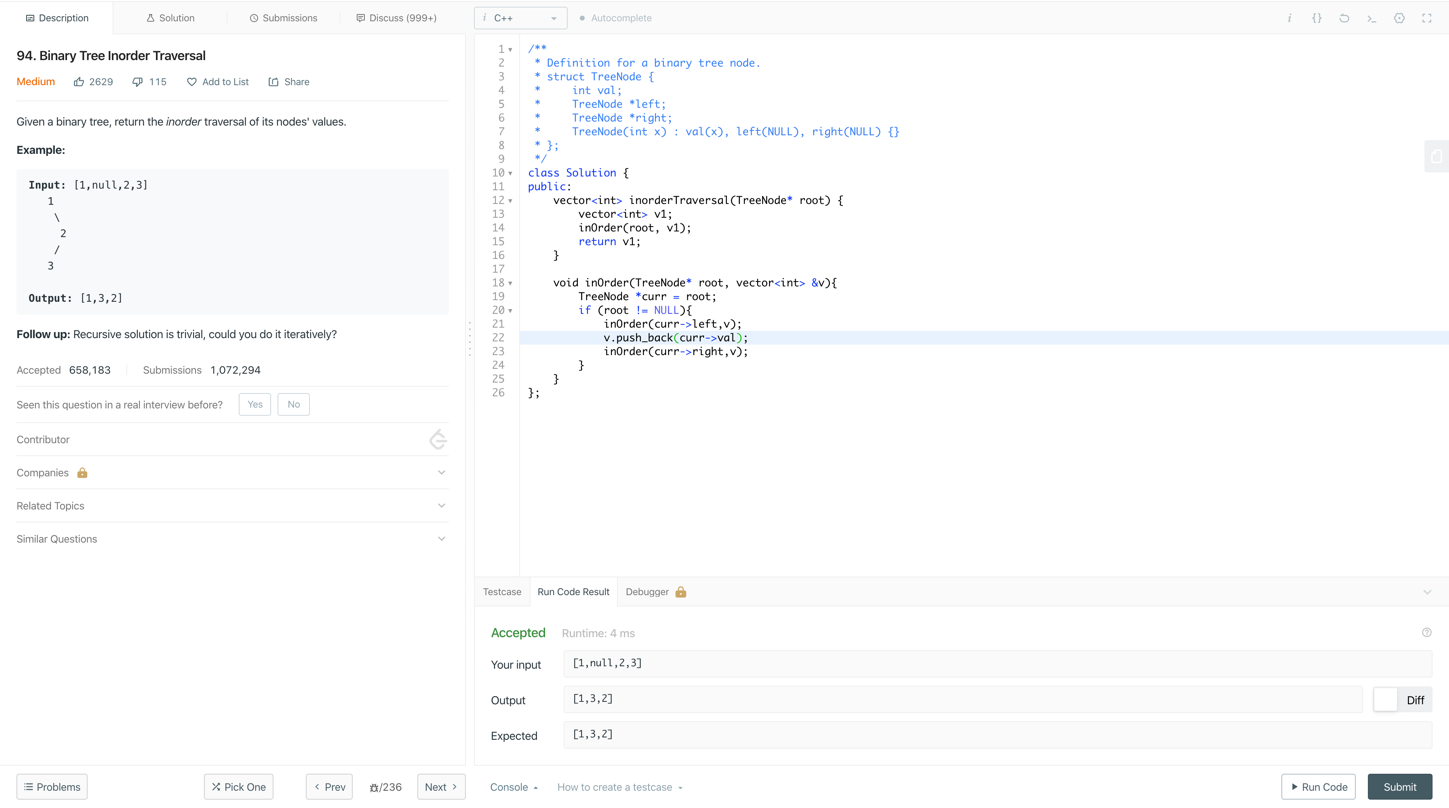 Description
Solution
Submissions
Discuss (999+)
94. Binary Tree Inorder Traversal
Medium 2629 115 Add to List Share
Given a binary tree, return the inorder traversal of its nodes' values.
Example:
Input: [1,null,2,3]
1
\
2
/
3
Output: [1,3,2]
Follow up: Recursive solution is trivial, could you do it iteratively?
Accepted 658,183 Submissions 1,072,294
Seen this question in a real interview before? Yes No
Contributor
Companies
Related Topics
Similar Questions
Problems Pick One Prev /236 Next
i C++ Autocomplete i {}
1 /**
2 * Definition for a binary tree node.
3 * struct TreeNode {
4 *     int val;
5 *     TreeNode *left;
6 *     TreeNode *right;
7 *     TreeNode(int x) : val(x), left(NULL), right(NULL) {}
8 * };
9 */
10 class Solution {
11 public:
12     vector<int> inorderTraversal(TreeNode* root) {
13         vector<int> v1;
14         inOrder(root, v1);
15         return v1;
16     }
17
18     void inOrder(TreeNode* root, vector<int> &v){
19         TreeNode *curr = root;
20         if (root != NULL){
21             inOrder(curr->left,v);
22             v.push_back(curr->val);
23             inOrder(curr->right,v);
24         }
25     }
26 };
Testcase Run Code Result Debugger
Accepted Runtime: 4 ms
Your input [1,null,2,3]
Output [1,3,2] Diff
Expected [1,3,2]
Console How to create a testcase Run Code Submit